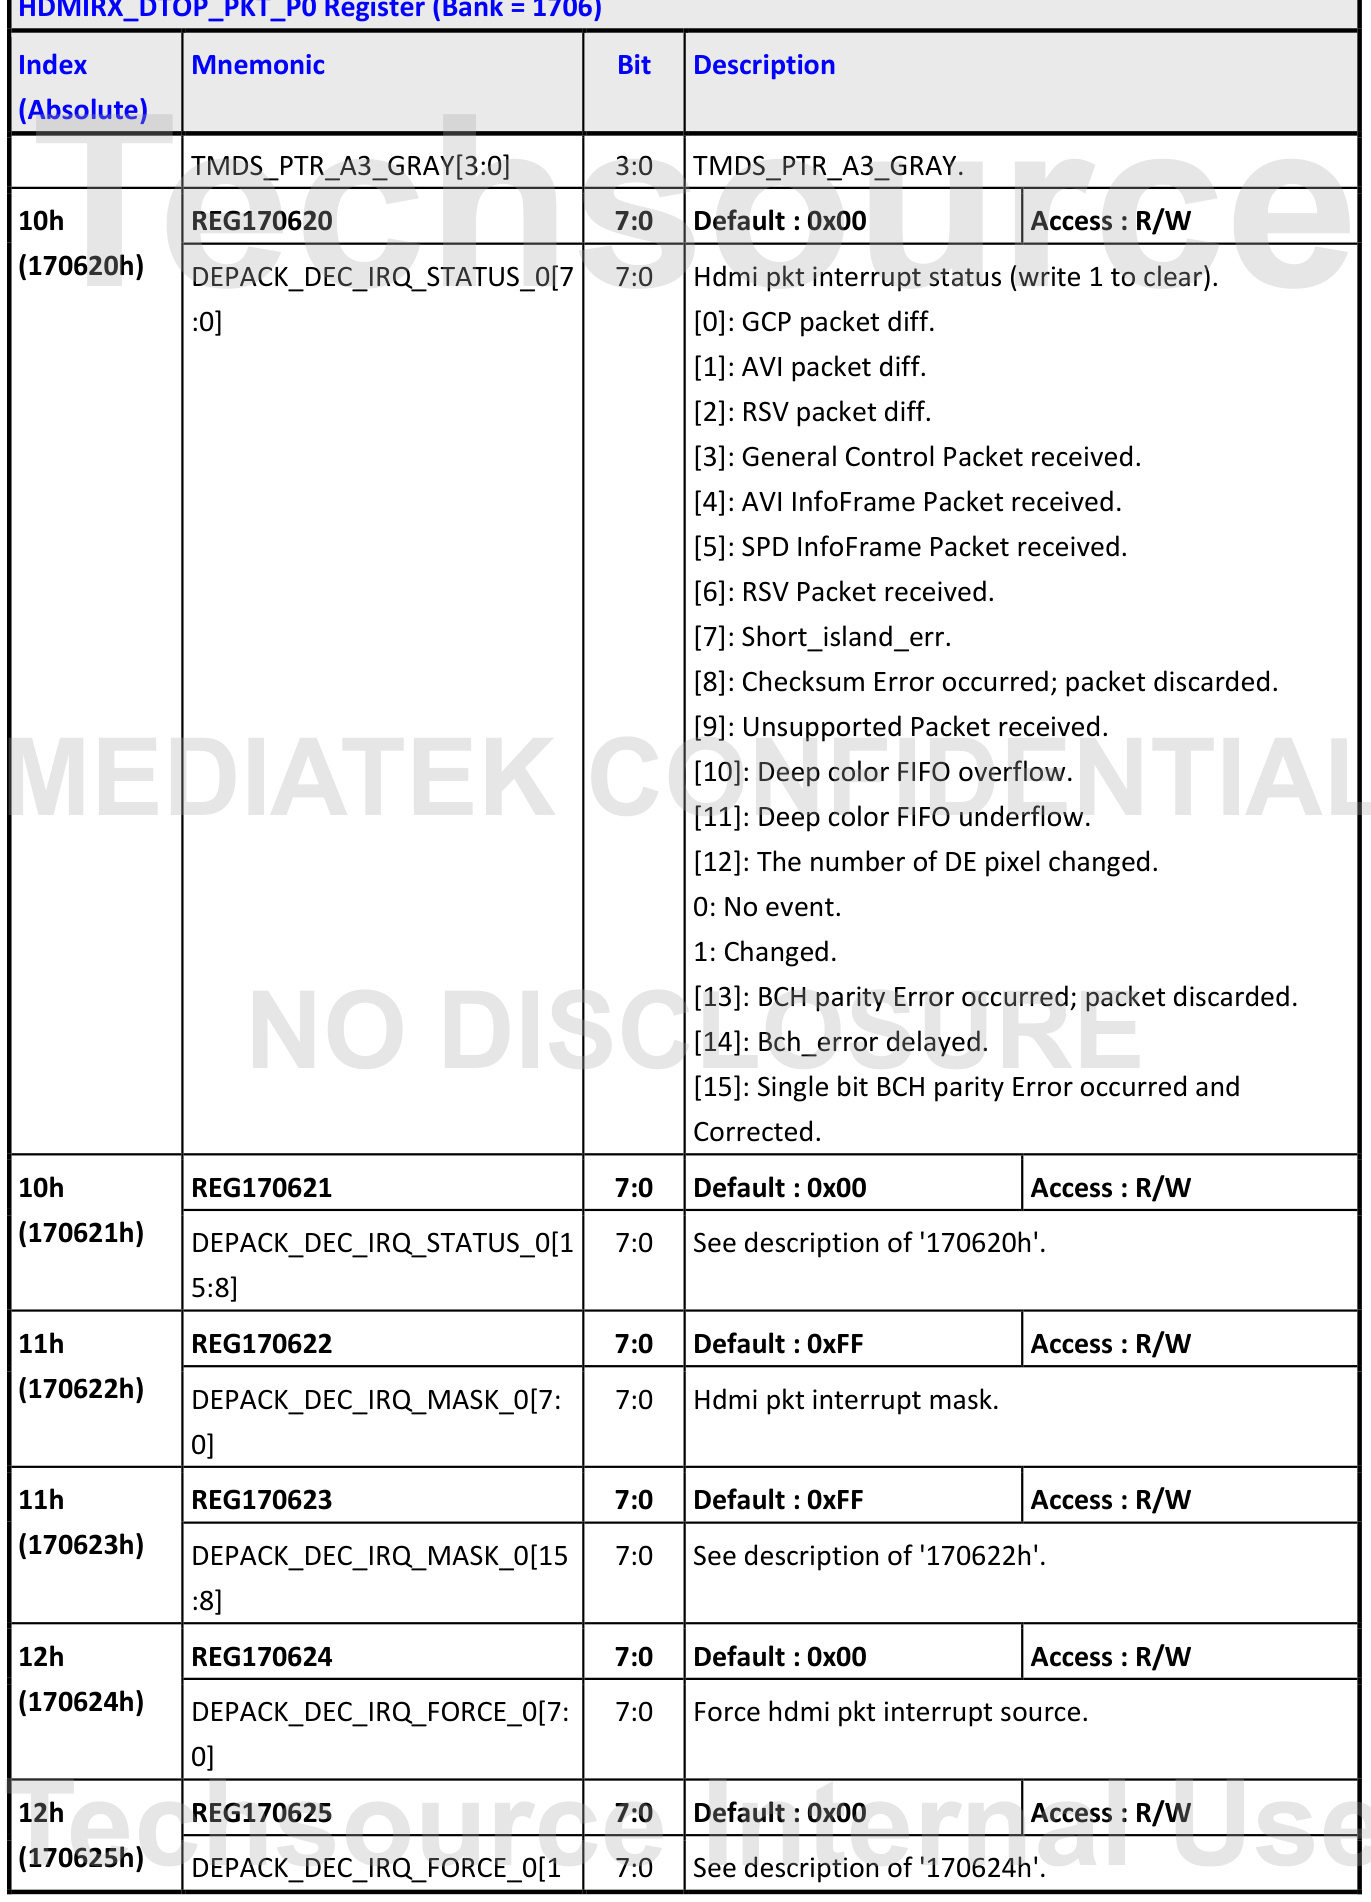 HDMIRX_DTOP_PKT_P0 Register (Bank = 1706)
Index
(Absolute)
Mnemonic
Bit
Description
TMDS_PTR_A3_GRAY[3:0]
3:0
TMDS_PTR_A3_GRAY.
Techsource
10h
(170620h)
REG170620
7:0
Default : 0x00
Access : R/W
DEPACK_DEC_IRQ_STATUS_0[7
:0]
7:0
Hdmi pkt interrupt status (write 1 to clear).
[0]: GCP packet diff.
[1]: AVI packet diff.
[2]: RSV packet diff.
[3]: General Control Packet received.
[4]: AVI InfoFrame Packet received.
[5]: SPD InfoFrame Packet received.
[6]: RSV Packet received.
[7]: Short_island_err.
[8]: Checksum Error occurred; packet discarded.
[9]: Unsupported Packet received.
MEDIATEK CONFIDENTIAL
[10]: Deep color FIFO overflow.
[11]: Deep color FIFO underflow.
[12]: The number of DE pixel changed.
0: No event.
1: Changed.
[13]: BCH parity Error occurred; packet discarded.
NO DISCLOSURE
[14]: Bch_error delayed.
[15]: Single bit BCH parity Error occurred and
Corrected.
10h
(170621h)
REG170621
7:0
Default : 0x00
Access : R/W
DEPACK_DEC_IRQ_STATUS_0[1
5:8]
7:0
See description of '170620h'.
11h
(170622h)
REG170622
7:0
Default : 0xFF
Access : R/W
DEPACK_DEC_IRQ_MASK_0[7:
0]
7:0
Hdmi pkt interrupt mask.
11h
(170623h)
REG170623
7:0
Default : 0xFF
Access : R/W
DEPACK_DEC_IRQ_MASK_0[15
:8]
7:0
See description of '170622h'.
12h
(170624h)
REG170624
7:0
Default : 0x00
Access : R/W
DEPACK_DEC_IRQ_FORCE_0[7:
0]
7:0
Force hdmi pkt interrupt source.
Techsource Internal Use
12h
(170625h)
REG170625
7:0
Default : 0x00
Access : R/W
DEPACK_DEC_IRQ_FORCE_0[1
7:0
See description of '170624h'.